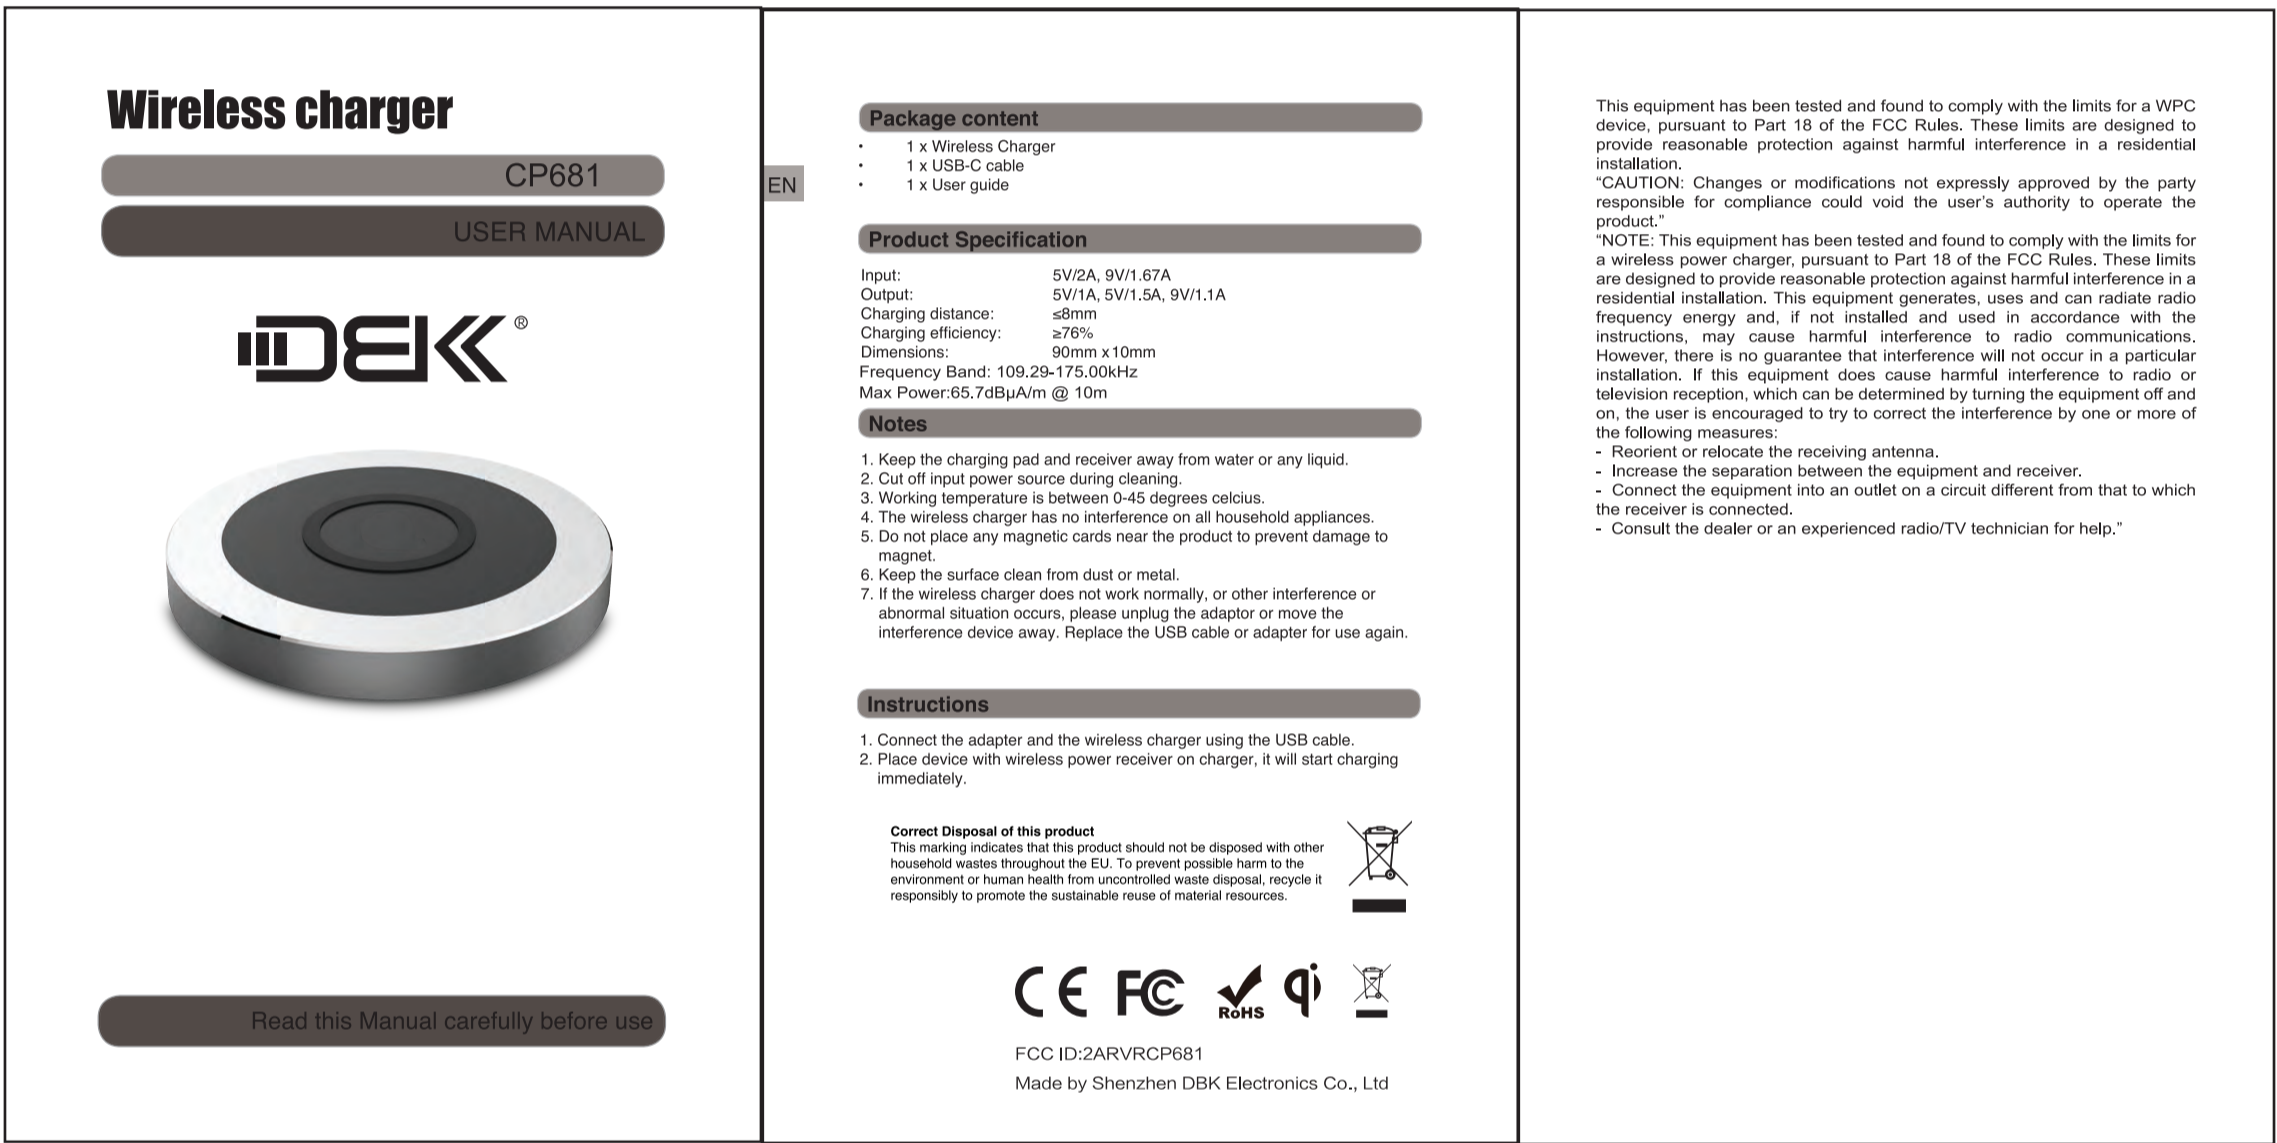 Wireless charger
CP681
USER MANUAL
DBK®
Read this Manual carefully before use
EN
Package content
• 1 x Wireless Charger
• 1 x USB-C cable
• 1 x User guide
Product Specification
Input: 5V/2A, 9V/1.67A
Output: 5V/1A, 5V/1.5A, 9V/1.1A
Charging distance: ≤8mm
Charging efficiency: ≥76%
Dimensions: 90mm x10mm
Frequency Band: 109.29-175.00kHz
Max Power:65.7dBμA/m @ 10m
Notes
1. Keep the charging pad and receiver away from water or any liquid.
2. Cut off input power source during cleaning.
3. Working temperature is between 0-45 degrees celcius.
4. The wireless charger has no interference on all household appliances.
5. Do not place any magnetic cards near the product to prevent damage to
magnet.
6. Keep the surface clean from dust or metal.
7. If the wireless charger does not work normally, or other interference or
abnormal situation occurs, please unplug the adaptor or move the
interference device away. Replace the USB cable or adapter for use again.
Instructions
1. Connect the adapter and the wireless charger using the USB cable.
2. Place device with wireless power receiver on charger, it will start charging
immediately.
Correct Disposal of this product
This marking indicates that this product should not be disposed with other
household wastes throughout the EU. To prevent possible harm to the
environment or human health from uncontrolled waste disposal, recycle it
responsibly to promote the sustainable reuse of material resources.
CE FC RoHS qi
FCC ID:2ARVRCP681
Made by Shenzhen DBK Electronics Co., Ltd
This equipment has been tested and found to comply with the limits for a WPC
device, pursuant to Part 18 of the FCC Rules. These limits are designed to
provide reasonable protection against harmful interference in a residential
installation.
“CAUTION: Changes or modifications not expressly approved by the party
responsible for compliance could void the user’s authority to operate the
product.”
“NOTE: This equipment has been tested and found to comply with the limits for
a wireless power charger, pursuant to Part 18 of the FCC Rules. These limits
are designed to provide reasonable protection against harmful interference in a
residential installation. This equipment generates, uses and can radiate radio
frequency energy and, if not installed and used in accordance with the
instructions, may cause harmful interference to radio communications.
However, there is no guarantee that interference will not occur in a particular
installation. If this equipment does cause harmful interference to radio or
television reception, which can be determined by turning the equipment off and
on, the user is encouraged to try to correct the interference by one or more of
the following measures:
- Reorient or relocate the receiving antenna.
- Increase the separation between the equipment and receiver.
- Connect the equipment into an outlet on a circuit different from that to which
the receiver is connected.
- Consult the dealer or an experienced radio/TV technician for help.”